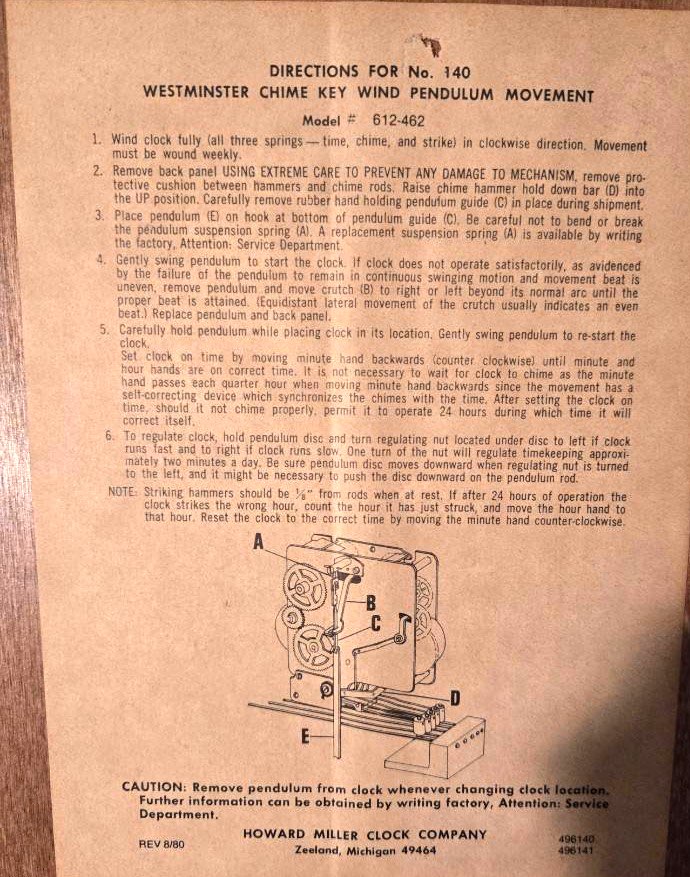 DIRECTIONS FOR No. 140
WESTMINSTER CHIME KEY WIND PENDULUM MOVEMENT
Model # 612-462
1. Wind clock fully (all three springs — time, chime, and strike) in clockwise direction. Movement
must be wound weekly.
2. Remove back panel USING EXTREME CARE TO PREVENT ANY DAMAGE TO MECHANISM, remove pro-
tective cushion between hammers and chime rods. Raise chime hammer hold down bar (D) into
the UP position. Carefully remove rubber hand holding pendulum guide (C) in place during shipment.
3. Place pendulum (E) on hook at bottom of pendulum guide (C). Be careful not to bend or break
the pendulum suspension spring (A). A replacement suspension spring (A) is available by writing
the factory, Attention: Service Department.
4. Gently swing pendulum to start the clock. If clock does not operate satisfactorily, as evidenced
by the failure of the pendulum to remain in continuous swinging motion and movement beat is
uneven, remove pendulum and move crutch (B) to right or left beyond its normal arc until the
proper beat is attained. (Equidistant lateral movement of the crutch usually indicates an even
beat.) Replace pendulum and back panel.
5. Carefully hold pendulum while placing clock in its location. Gently swing pendulum to re-start the
clock.
Set clock on time by moving minute hand backwards (counter clockwise) until minute and
hour hands are on correct time. It is not necessary to wait for clock to chime as the minute
hand passes each quarter hour when moving minute hand backwards since the movement has a
self-correcting device which synchronizes the chimes with the time. After setting the clock on
time, should it not chime properly, permit it to operate 24 hours during which time it will
correct itself.
6. To regulate clock, hold pendulum disc and turn regulating nut located under disc to left if clock
runs fast and to right if clock runs slow. One turn of the nut will regulate timekeeping approxi-
mately two minutes a day. Be sure pendulum disc moves downward when regulating nut is turned
to the left, and it might be necessary to push the disc downward on the pendulum rod.
NOTE: Striking hammers should be ⅛" from rods when at rest. If after 24 hours of operation the
clock strikes the wrong hour, count the hour it has just struck, and move the hour hand to
that hour. Reset the clock to the correct time by moving the minute hand counter-clockwise.
A
B
C
D
E
CAUTION: Remove pendulum from clock whenever changing clock location.
Further information can be obtained by writing factory, Attention: Service
Department.
HOWARD MILLER CLOCK COMPANY
Zeeland, Michigan 49464
REV 8/80
496140
496141